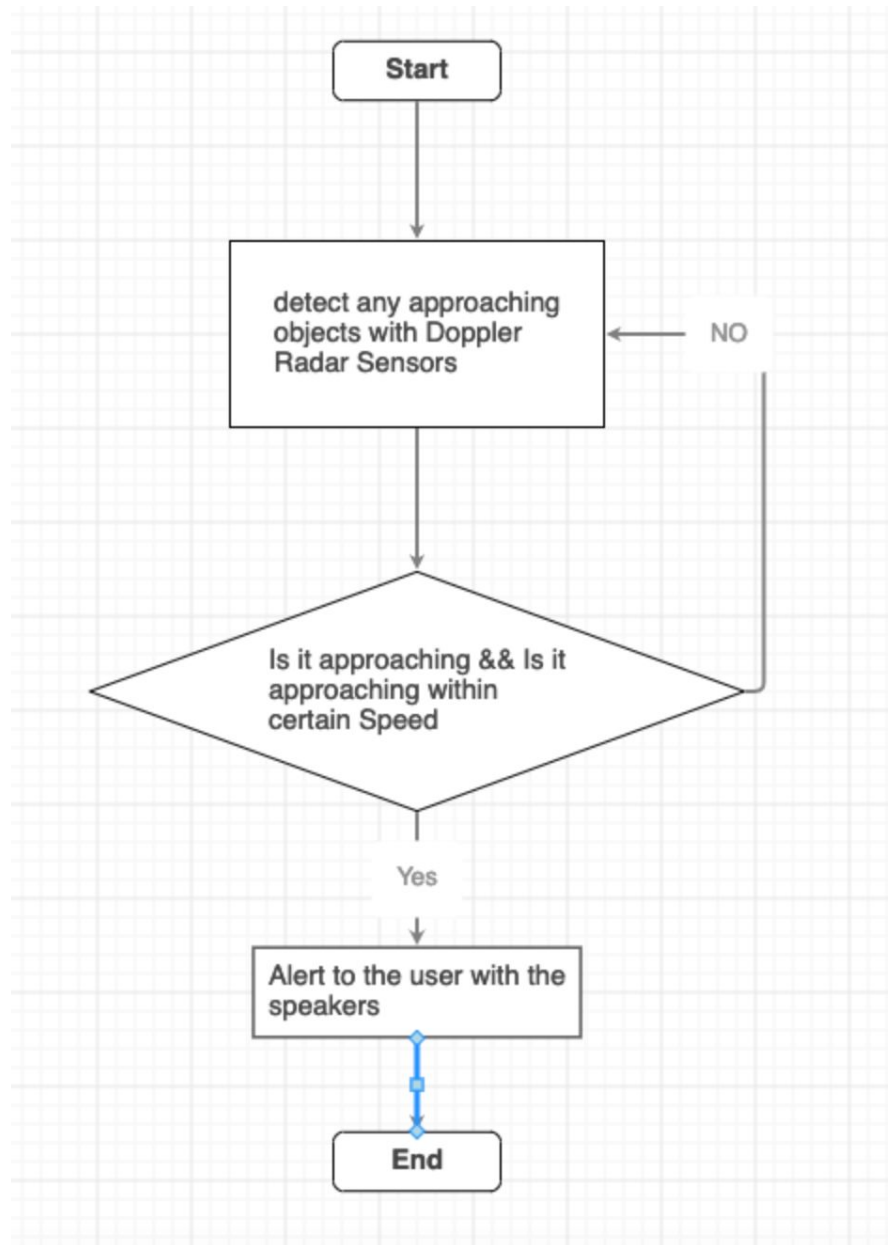 Start
detect any approaching
objects with Doppler
Radar Sensors
NO
Is it approaching && Is it
approaching within
certain Speed
Yes
Alert to the user with the
speakers
End